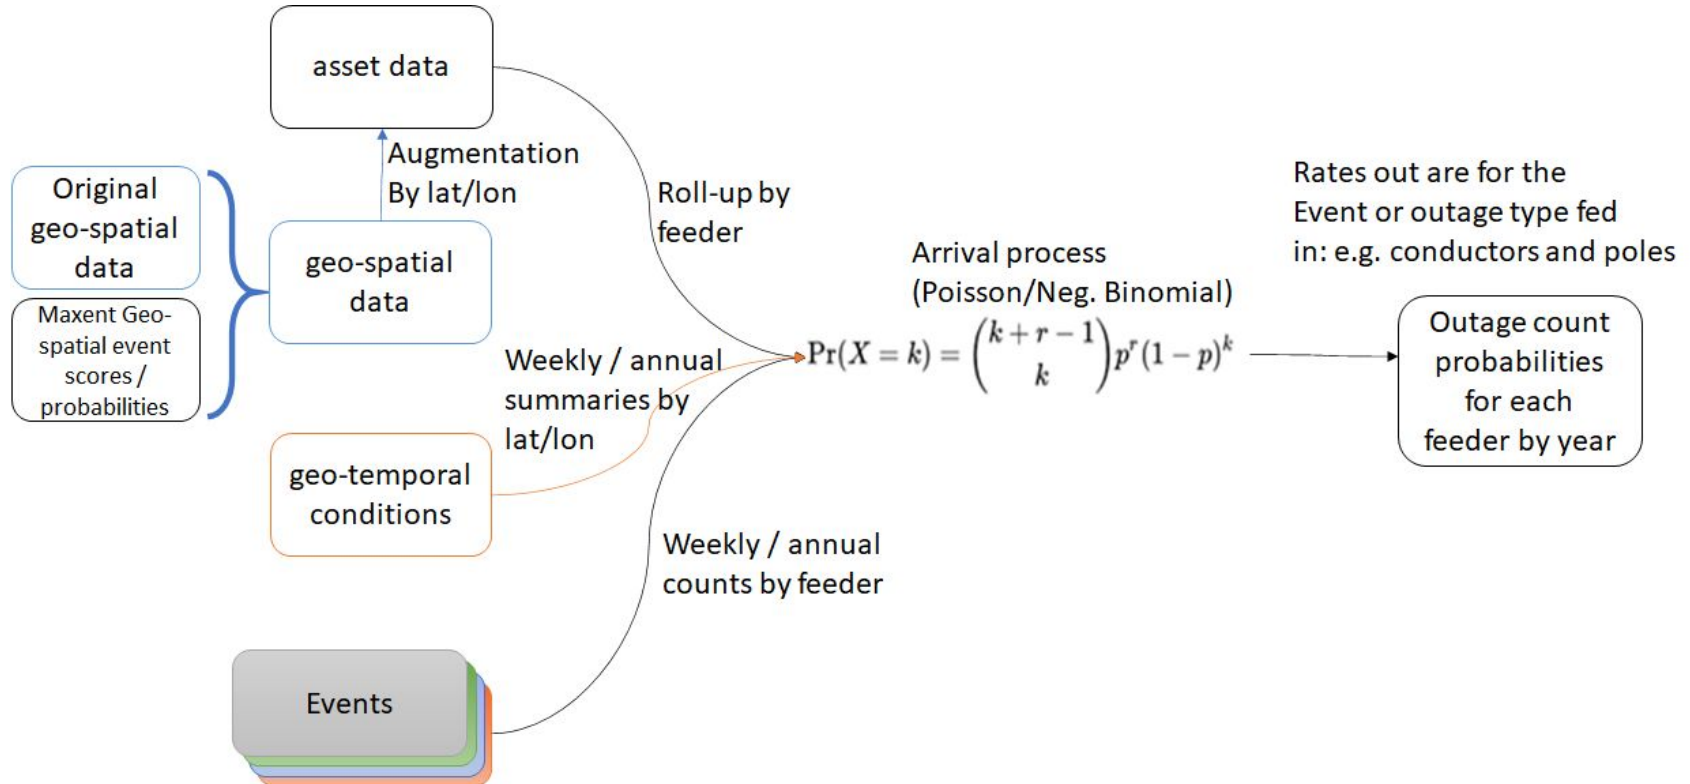 asset data
Augmentation
By lat/lon
Original
geo-spatial
data
Maxent Geo-
spatial event
scores /
probabilities
geo-spatial
data
Roll-up by
feeder
Weekly / annual
summaries by
lat/lon
geo-temporal
conditions
Weekly / annual
counts by feeder
Events
Arrival process
(Poisson/Neg. Binomial)
Pr(X = k) = (k + r − 1 k) p^r (1 − p)^k
Rates out are for the
Event or outage type fed
in: e.g. conductors and poles
Outage count
probabilities
for each
feeder by year